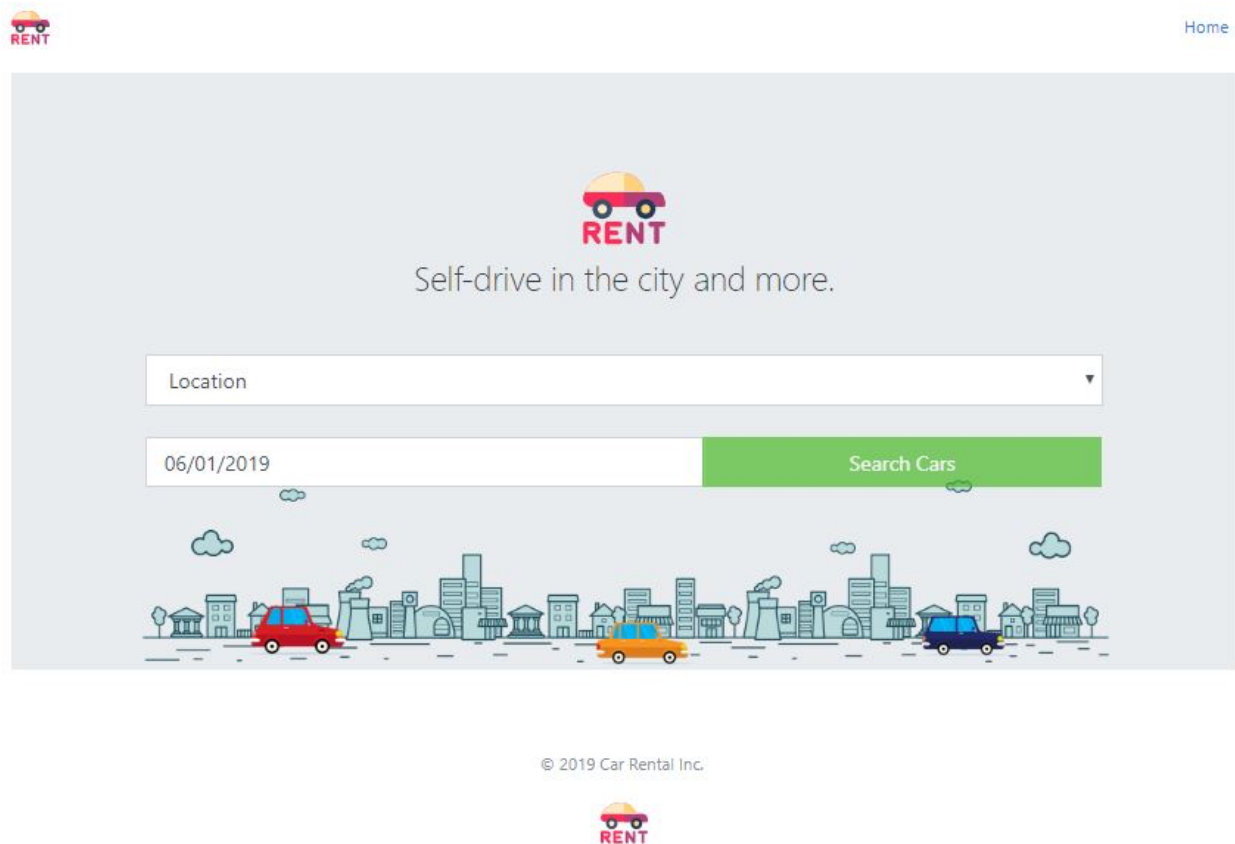 RENT
Home
RENT
Self-drive in the city and more.
Location
06/01/2019
Search Cars
© 2019 Car Rental Inc.
RENT